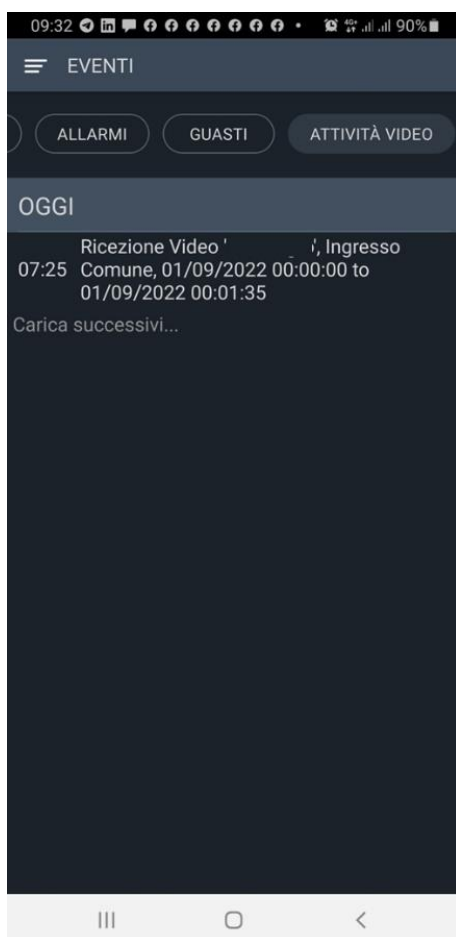 09:32 90%
EVENTI
ALLARMI GUASTI ATTIVITÀ VIDEO
OGGI
Ricezione Video ' ', Ingresso
07:25 Comune, 01/09/2022 00:00:00 to
01/09/2022 00:01:35
Carica successivi...